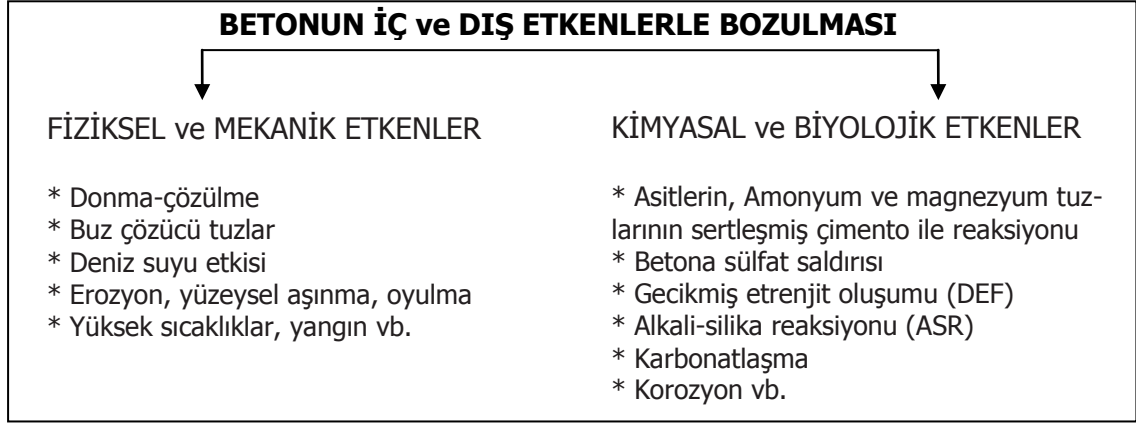 BETONUN İÇ ve DIŞ ETKENLERLE BOZULMASI
FİZİKSEL ve MEKANİK ETKENLER
* Donma-çözülme
* Buz çözücü tuzlar
* Deniz suyu etkisi
* Erozyon, yüzeysel aşınma, oyulma
* Yüksek sıcaklıklar, yangın vb.
KİMYASAL ve BİYOLOJİK ETKENLER
* Asitlerin, Amonyum ve magnezyum tuz-
larının sertleşmiş çimento ile reaksiyonu
* Betona sülfat saldırısı
* Gecikmiş etrenjit oluşumu (DEF)
* Alkali-silika reaksiyonu (ASR)
* Karbonatlaşma
* Korozyon vb.